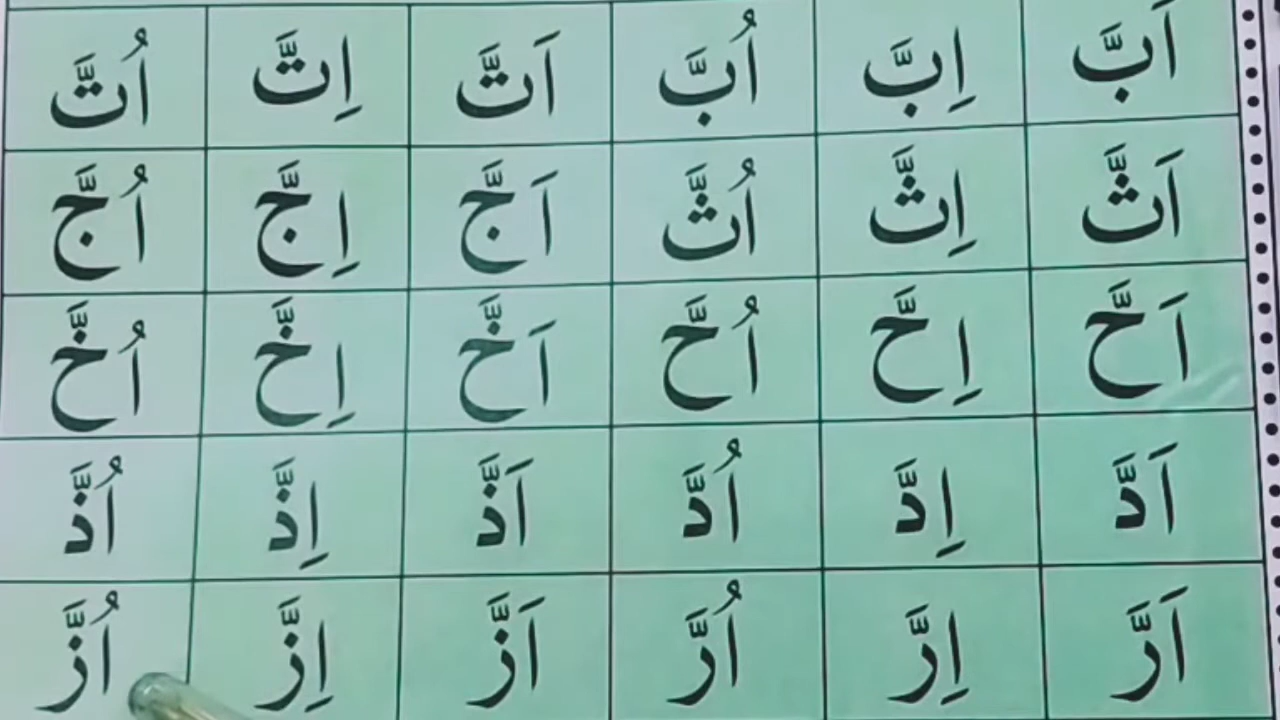 اَبَّ اِبَّ اُبَّ اَتَّ اِتَّ اُتَّ
اَثَّ اِثَّ اُثَّ اَجَّ اِجَّ اُجَّ
اَحَّ اِحَّ اُحَّ اَخَّ اِخَّ اُخَّ
اَدَّ اِدَّ اُدَّ اَذَّ اِذَّ اُذَّ
اَرَّ اِرَّ اُرَّ اَزَّ اِزَّ اُزَّ